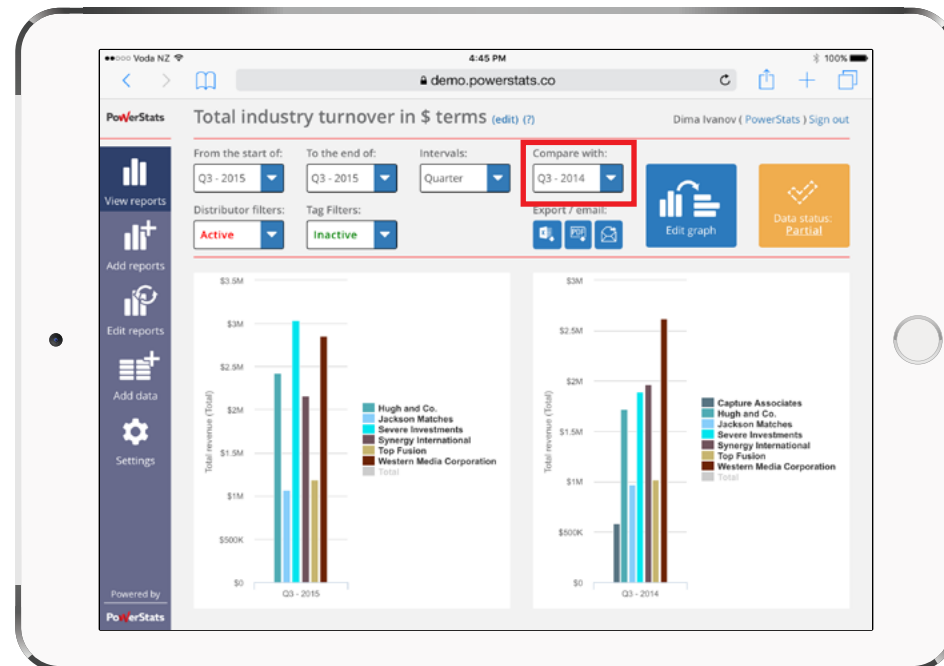 Voda NZ
4:45 PM
100%
demo.powerstats.co
PowerStats
Total industry turnover in $ terms (edit) (?)
Dima Ivanov ( PowerStats ) Sign out
From the start of:
To the end of:
Intervals:
Compare with:
Q3 - 2015
Q3 - 2015
Quarter
Q3 - 2014
Distributor filters:
Tag Filters:
Export / email:
Active
Inactive
PDF
Edit graph
Data status:
Partial
View reports
Add reports
Edit reports
Add data
Settings
Powered by
PowerStats
$3.5M
$3M
$2.5M
$2M
$1.5M
$1M
$500K
$0
Total revenue (Total)
Q3 - 2015
Hugh and Co.
Jackson Matches
Severe Investments
Synergy International
Top Fusion
Western Media Corporation
Total
$3M
$2.5M
$2M
$1.5M
$1M
$500K
$0
Total revenue (Total)
Q3 - 2014
Capture Associates
Hugh and Co.
Jackson Matches
Severe Investments
Synergy International
Top Fusion
Western Media Corporation
Total